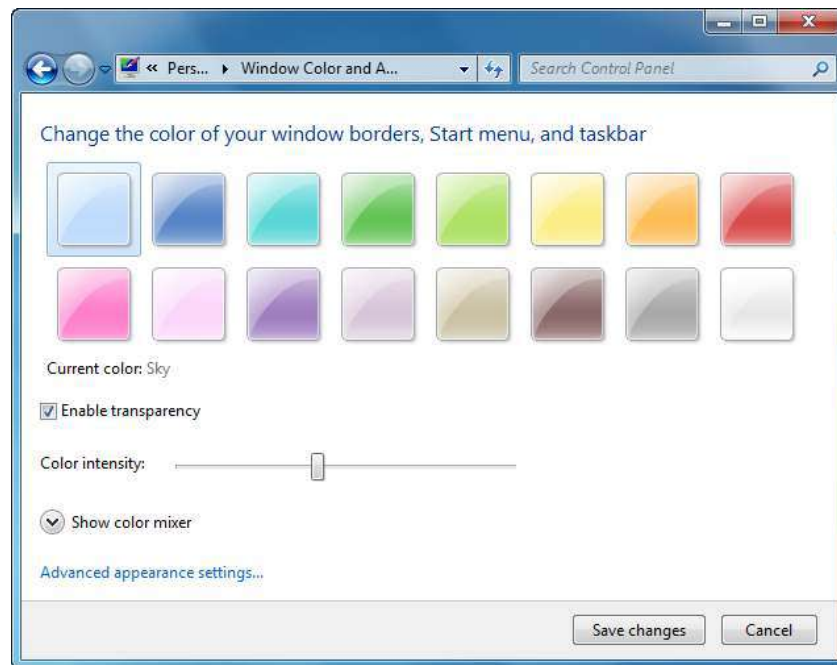 « Pers... Window Color and A... Search Control Panel
Change the color of your window borders, Start menu, and taskbar
Current color: Sky
Enable transparency
Color intensity:
Show color mixer
Advanced appearance settings...
Save changes Cancel